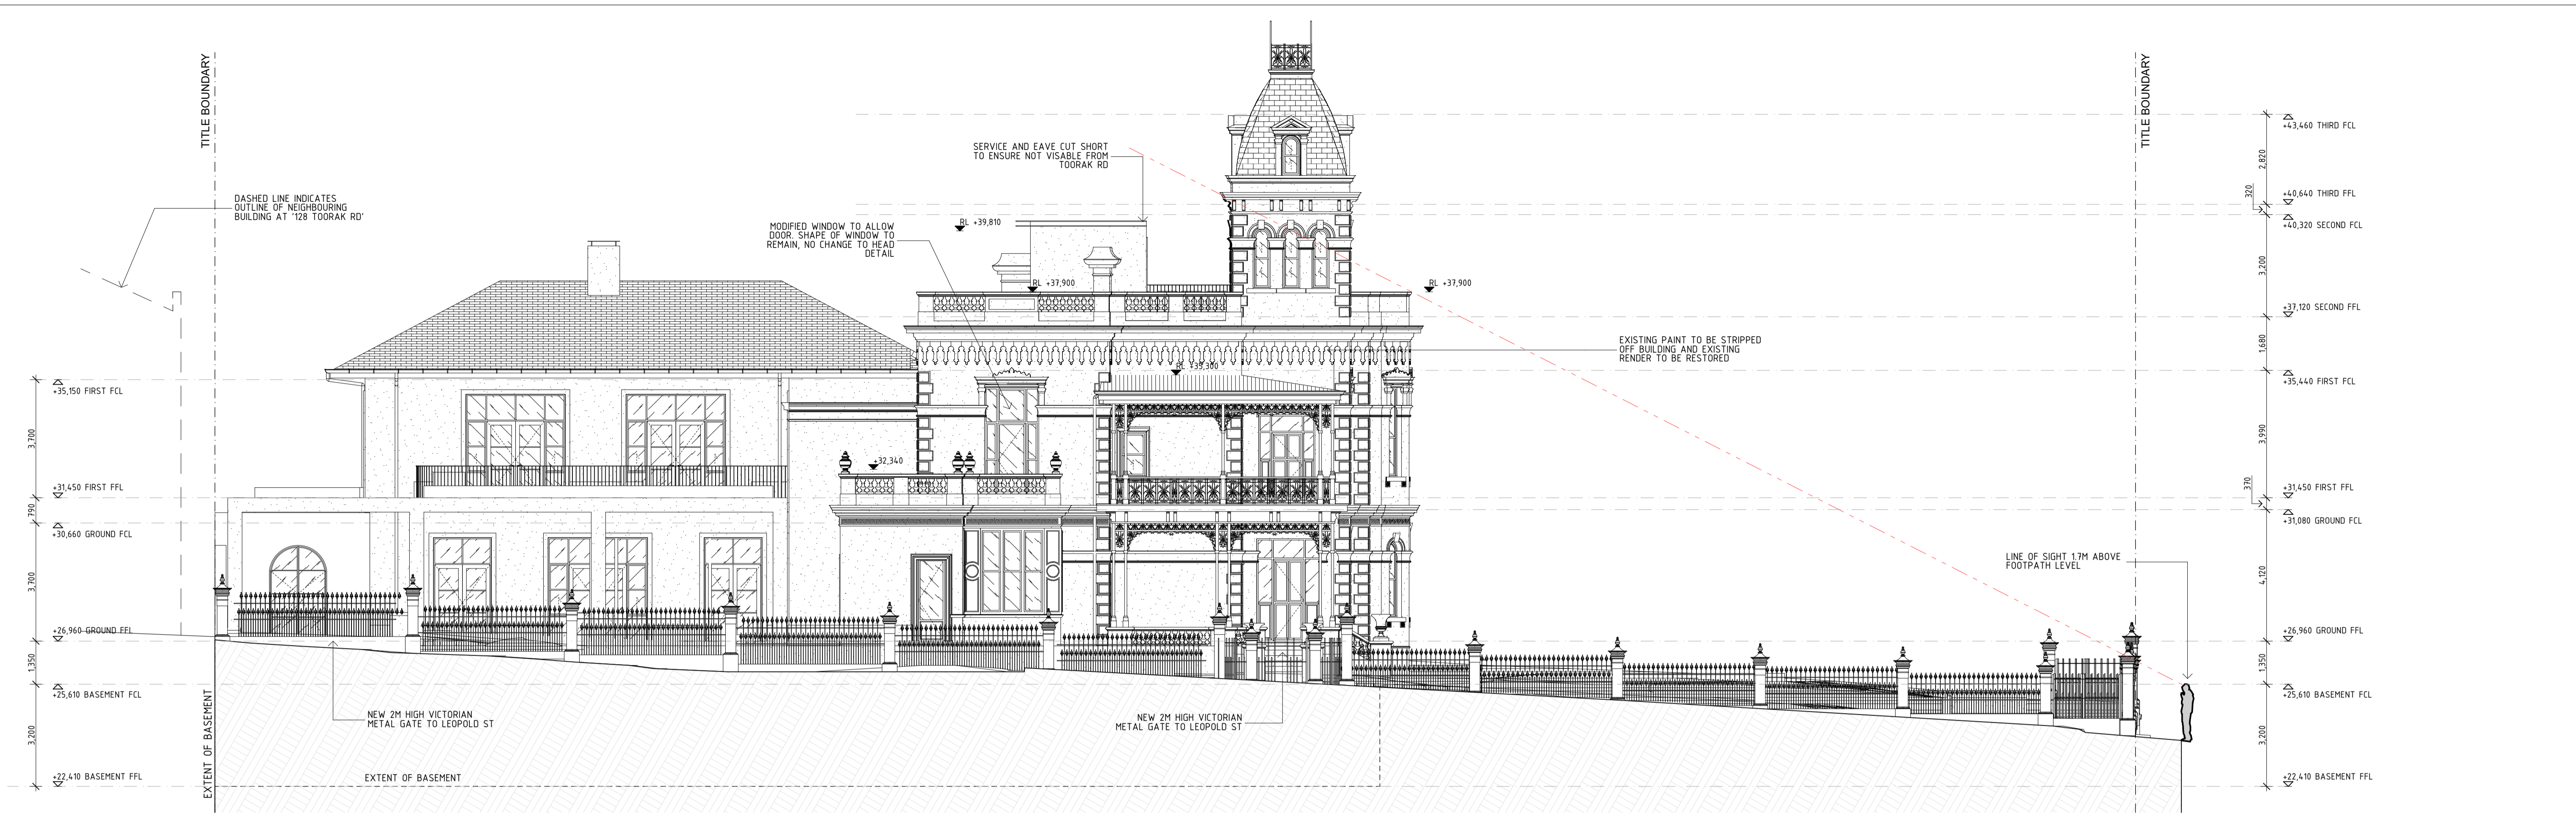 TITLE BOUNDARY
TITLE BOUNDARY
DASHED LINE INDICATES
OUTLINE OF NEIGHBOURING
BUILDING AT '128 TOORAK RD'
SERVICE AND EAVE CUT SHORT
TO ENSURE NOT VISABLE FROM
TOORAK RD
MODIFIED WINDOW TO ALLOW
DOOR. SHAPE OF WINDOW TO
REMAIN, NO CHANGE TO HEAD
DETAIL
RL +39,810
RL +37,900
RL +37,900
RL +35,300
+32,340
EXISTING PAINT TO BE STRIPPED
OFF BUILDING AND EXISTING
RENDER TO BE RESTORED
LINE OF SIGHT 1.7M ABOVE
FOOTPATH LEVEL
+35,150 FIRST FCL
3,700
+31,450 FIRST FFL
790
+30,660 GROUND FCL
3,700
+26,960 GROUND FFL
1,350
+25,610 BASEMENT FCL
3,200
+22,410 BASEMENT FFL
EXTENT OF BASEMENT
EXTENT OF BASEMENT
NEW 2M HIGH VICTORIAN
METAL GATE TO LEOPOLD ST
NEW 2M HIGH VICTORIAN
METAL GATE TO LEOPOLD ST
+43,460 THIRD FCL
2,820
+40,640 THIRD FFL
320
+40,320 SECOND FCL
3,200
+37,120 SECOND FFL
1,680
+35,440 FIRST FCL
3,990
+31,450 FIRST FFL
370
+31,080 GROUND FCL
4,120
+26,960 GROUND FFL
1,350
+25,610 BASEMENT FCL
3,200
+22,410 BASEMENT FFL